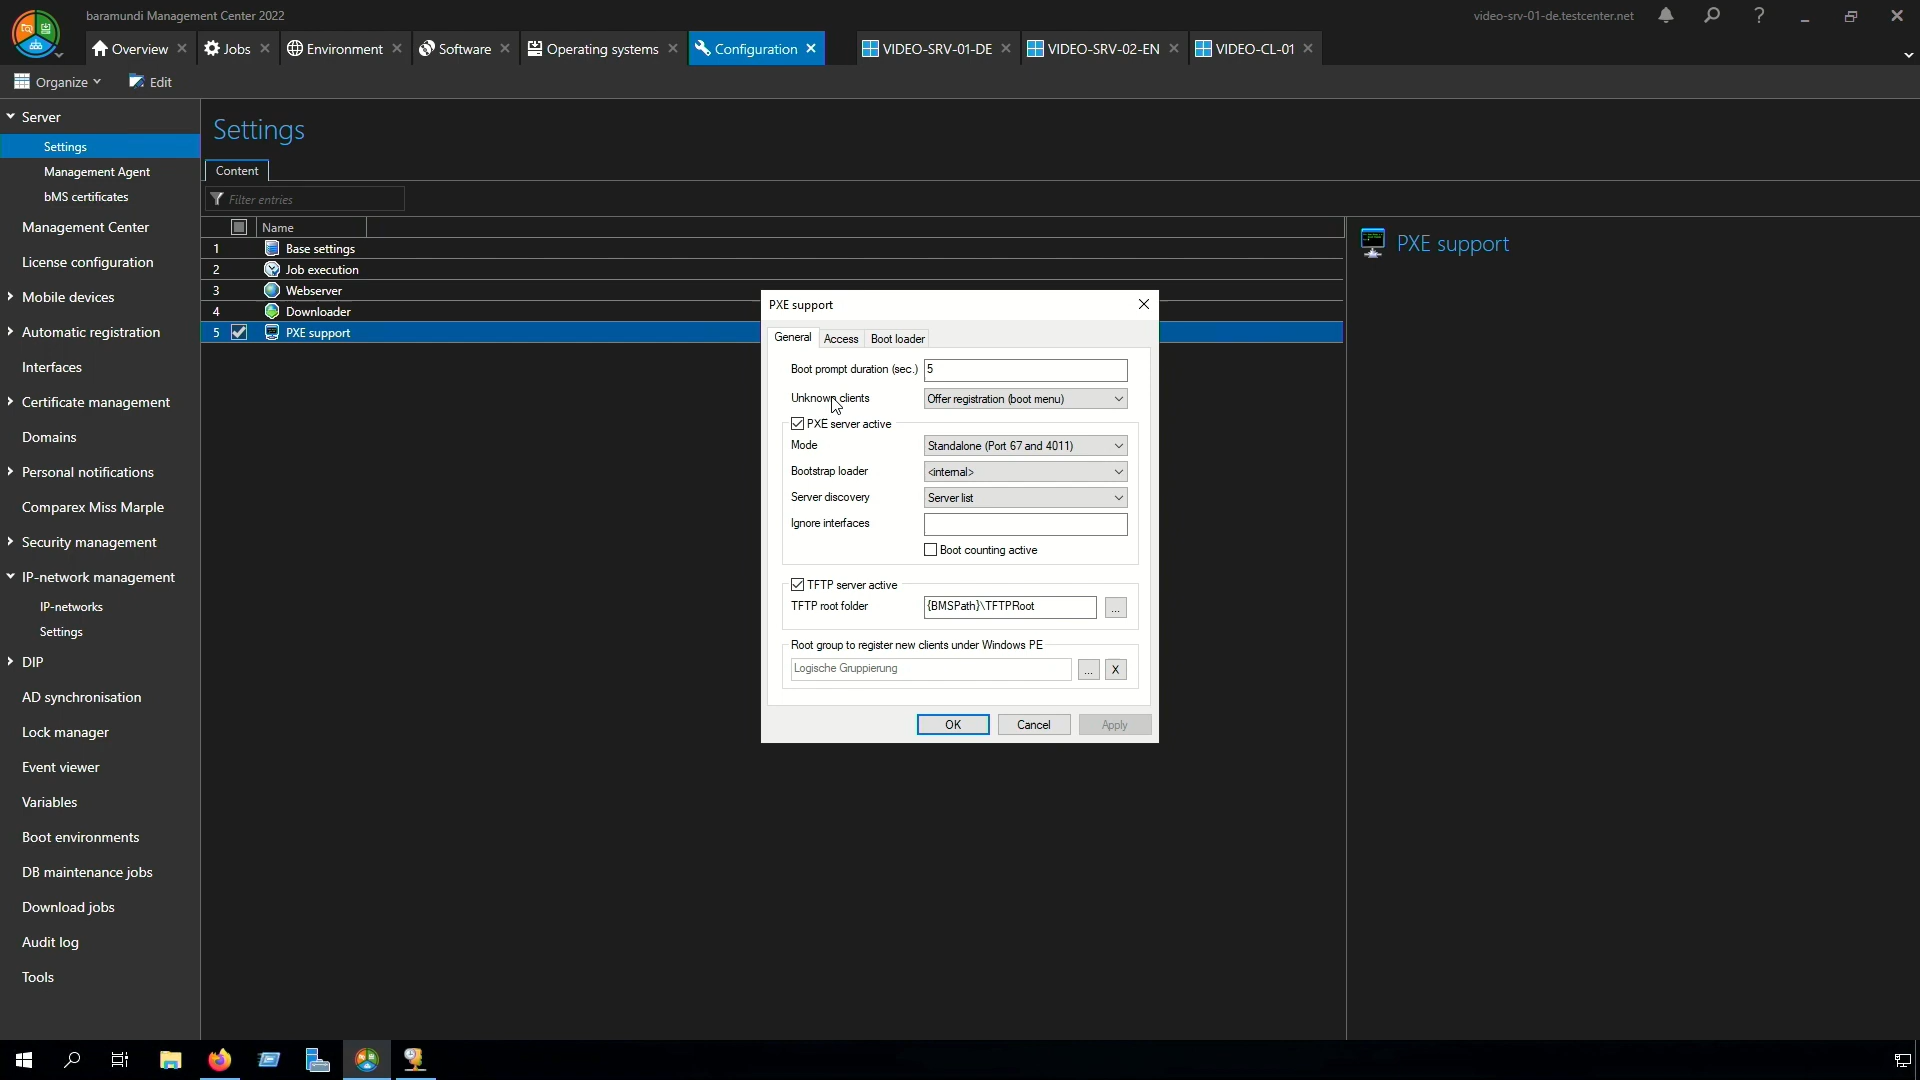 baramundi Management Center 2022
video-srv-01-de.testcenter.net
Overview
Jobs
Environment
Software
Operating systems
Configuration
VIDEO-SRV-01-DE
VIDEO-SRV-02-EN
VIDEO-CL-01
Organize
Edit
Server
Settings
Management Agent
bMS certificates
Management Center
License configuration
Mobile devices
Automatic registration
Interfaces
Certificate management
Domains
Personal notifications
Comparex Miss Marple
Security management
IP-network management
IP-networks
Settings
DIP
AD synchronisation
Lock manager
Event viewer
Variables
Boot environments
DB maintenance jobs
Download jobs
Audit log
Tools
Settings
Content
Filter entries
Name
1 Base settings
2 Job execution
3 Webserver
4 Downloader
5 PXE support
PXE support
PXE support
General Access Boot loader
Boot prompt duration (sec.) 5
Unknown clients Offer registration (boot menu)
PXE server active
Mode Standalone (Port 67 and 4011)
Bootstrap loader <internal>
Server discovery Server list
Ignore interfaces
Boot counting active
TFTP server active
TFTP root folder {BMSPath}\TFTPRoot ...
Root group to register new clients under Windows PE
Logische Gruppierung ... X
OK Cancel Apply